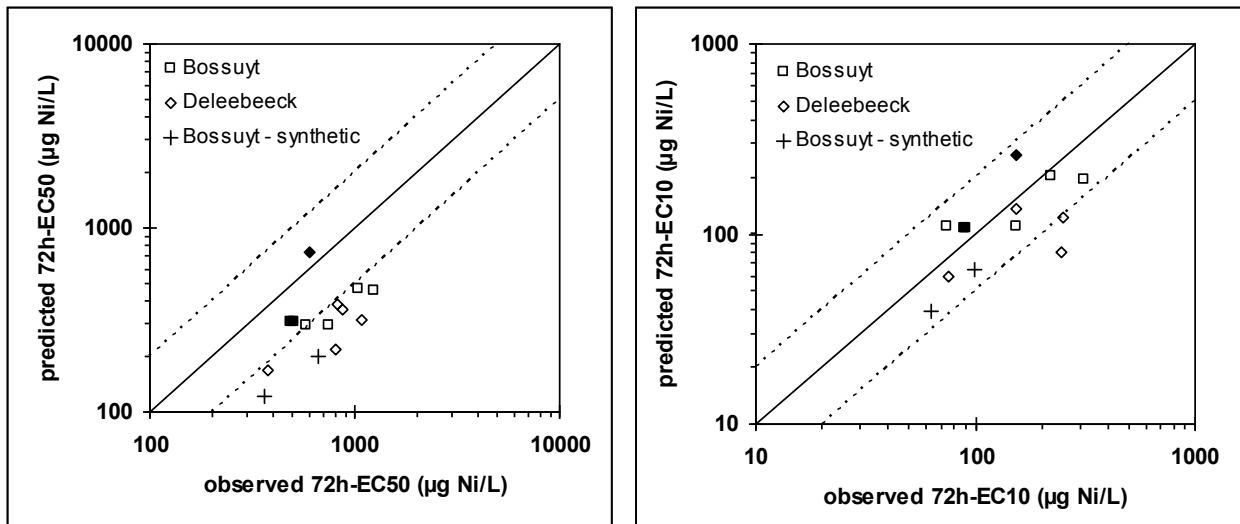 10000
1000
100
100
1000
10000
predicted 72h-EC50 (µg Ni/L)
observed 72h-EC50 (µg Ni/L)
Bossuyt
Deleebeeck
Bossuyt - synthetic
1000
100
10
10
100
1000
predicted 72h-EC10 (µg Ni/L)
observed 72h-EC10 (µg Ni/L)
Bossuyt
Deleebeeck
Bossuyt - synthetic